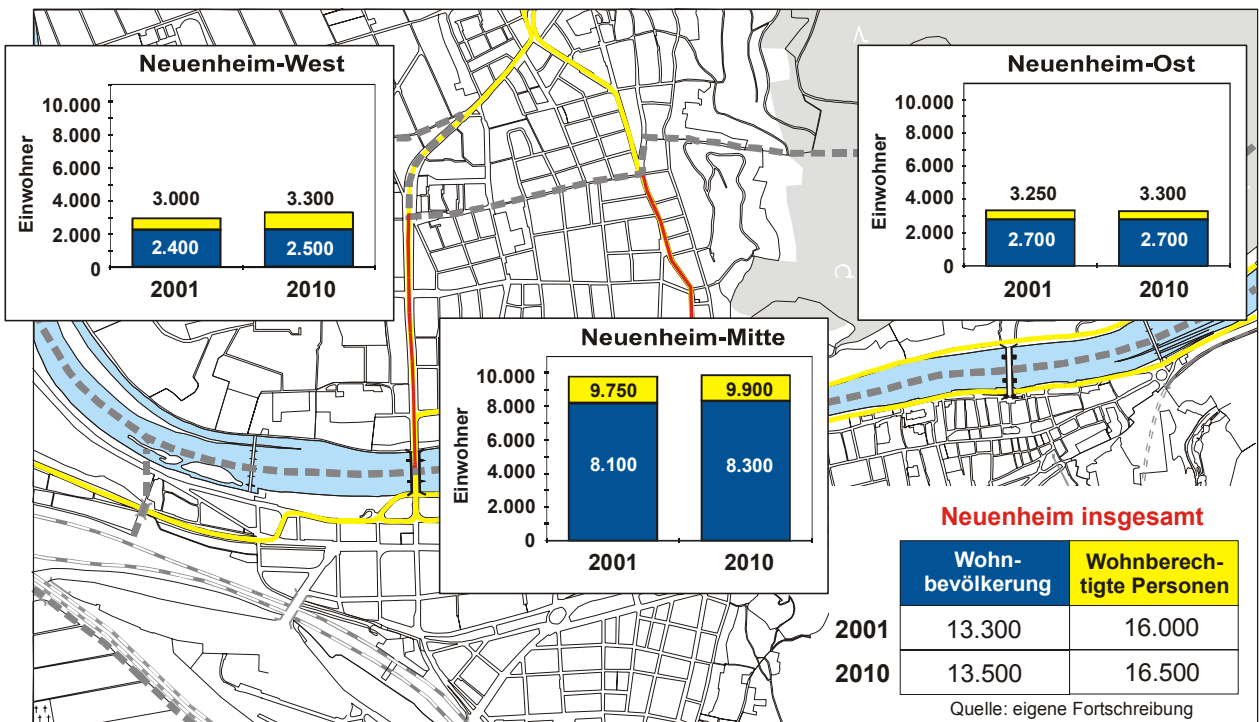 Neuenheim-West
Einwohner
10.000
8.000
6.000
4.000
2.000
0
3.000
3.300
2.400
2.500
2001
2010
Neuenheim-Ost
Einwohner
10.000
8.000
6.000
4.000
2.000
0
3.250
3.300
2.700
2.700
2001
2010
Neuenheim-Mitte
Einwohner
10.000
8.000
6.000
4.000
2.000
0
9.750
9.900
8.100
8.300
2001
2010
Neuenheim insgesamt
Wohn-
bevölkerung
Wohnberech-
tigte Personen
2001 13.300 16.000
2010 13.500 16.500
Quelle: eigene Fortschreibung